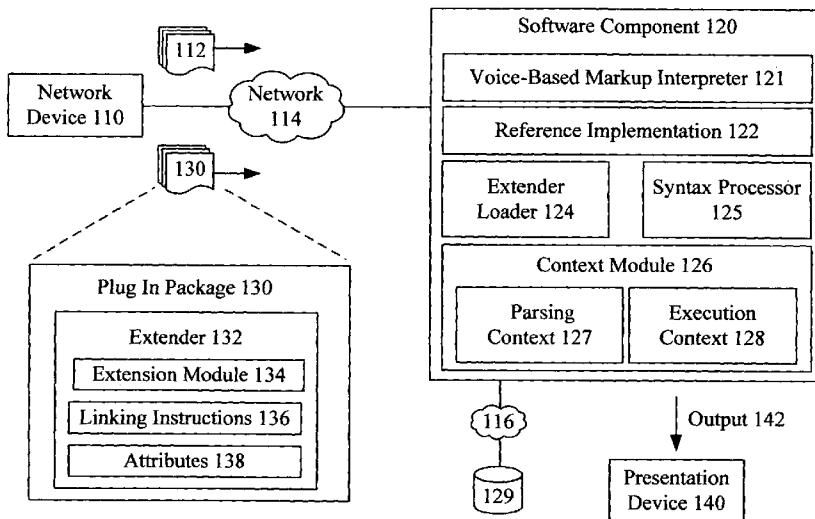 112
Network
Device 110
Network
114
130
Plug In Package 130
Extender 132
Extension Module 134
Linking Instructions 136
Attributes 138
Software Component 120
Voice-Based Markup Interpreter 121
Reference Implementation 122
Extender
Loader 124
Syntax Processor
125
Context Module 126
Parsing
Context 127
Execution
Context 128
116
129
Output 142
Presentation
Device 140